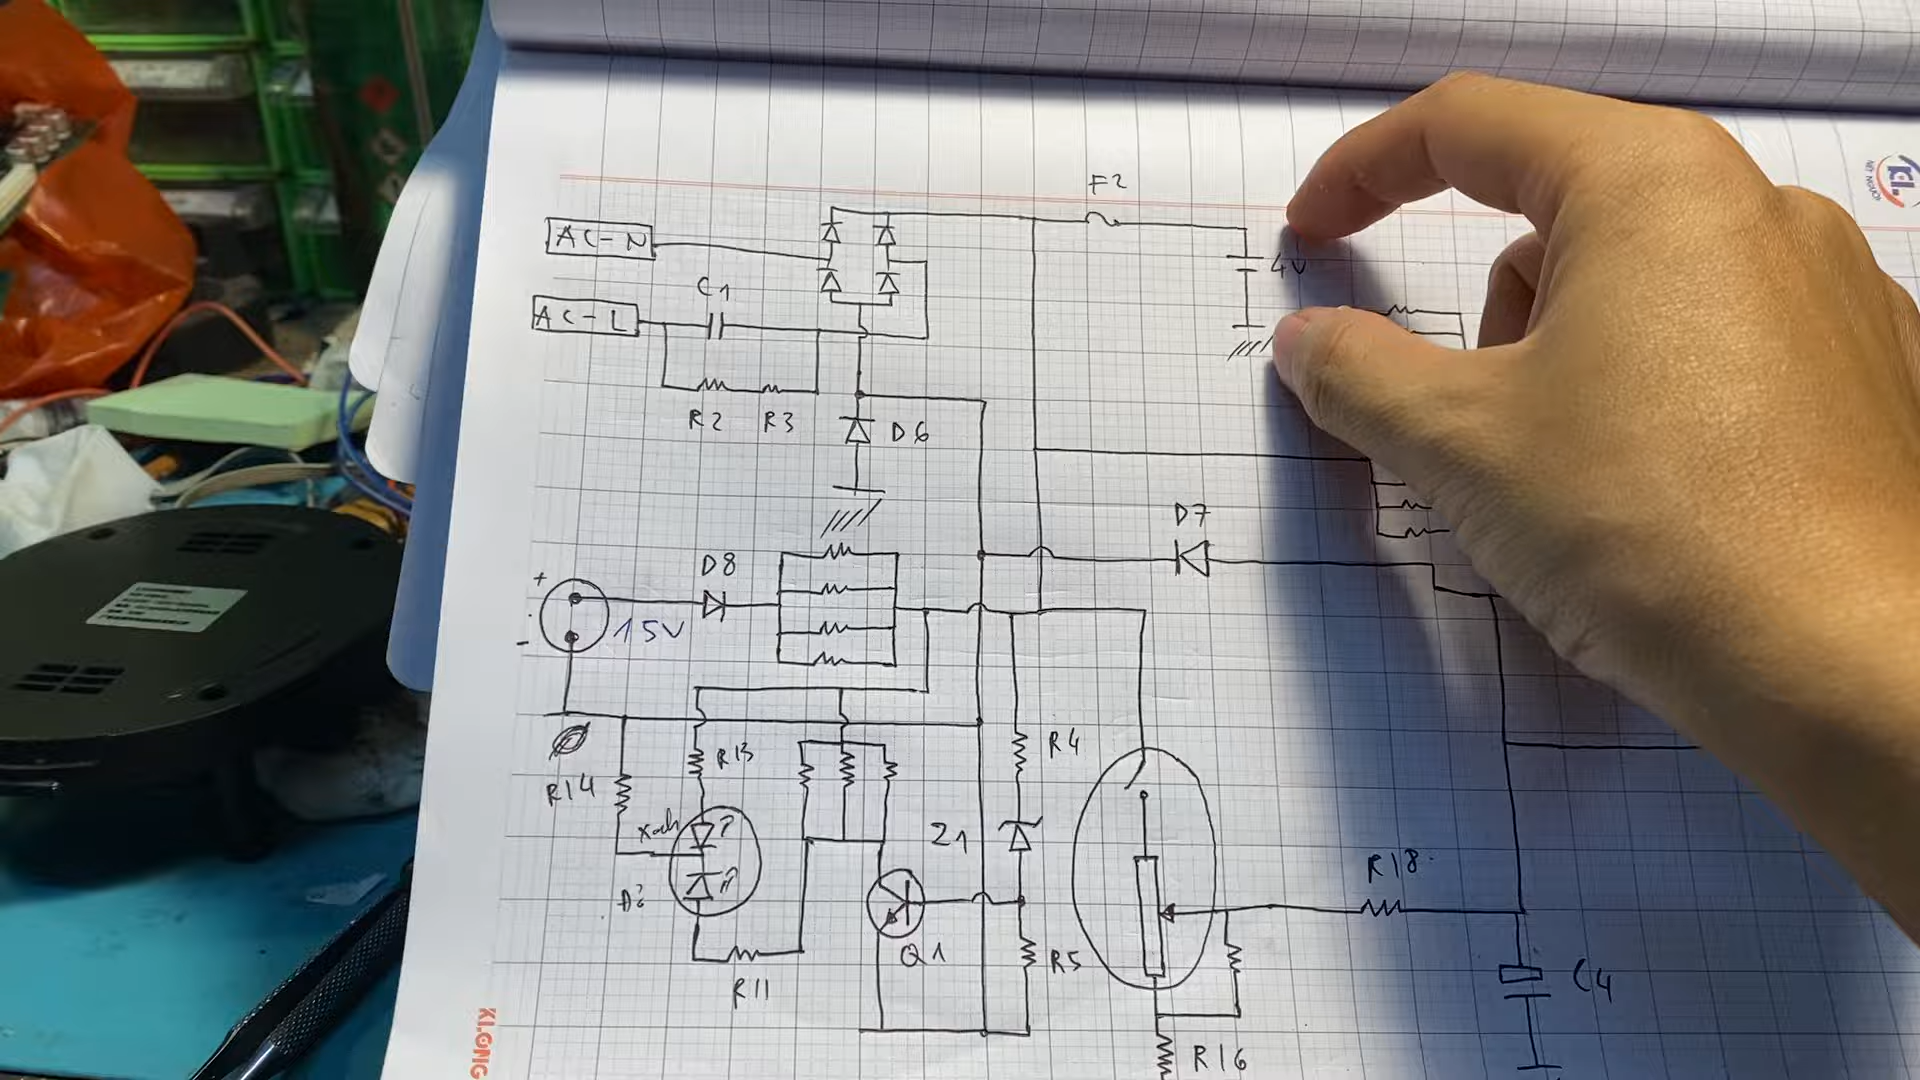 F2
AC-N
4V
C1
AC-L
R2 R3
D6
D7
D8
+
-
15V
R13
R4
R14
xanh
Z1
R18
Q1
R5
R11
C4
R16
KLONG